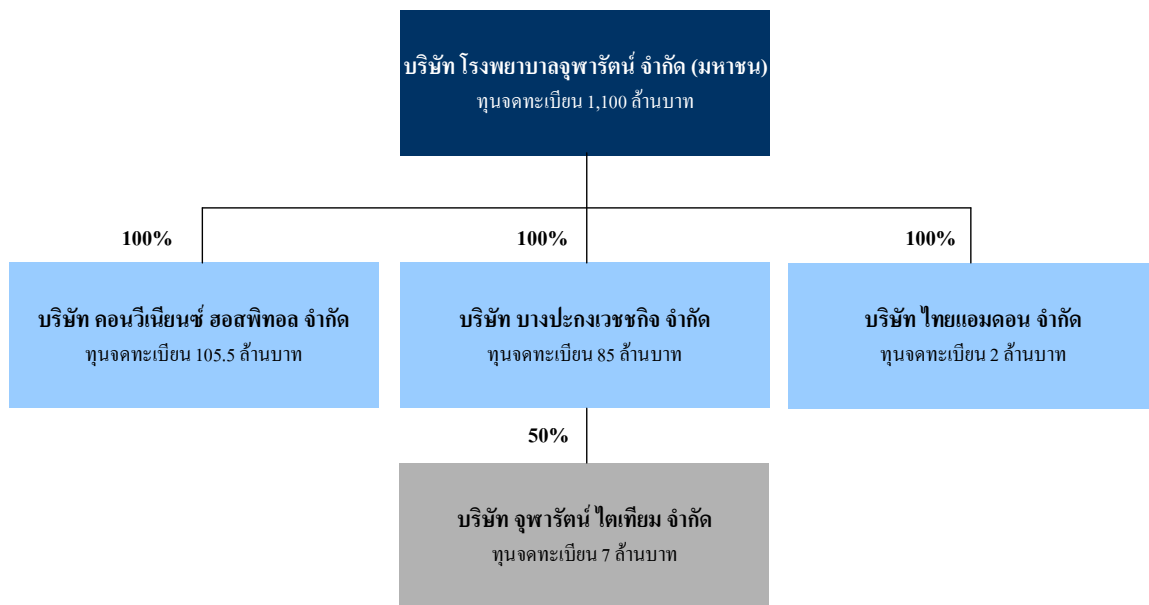 บริษัท โรงพยาบาลจุฬารัตน์ จำกัด (มหาชน)
ทุนจดทะเบียน 1,100 ล้านบาท
100%
100%
100%
บริษัท คอนวีเนียนซ์ ฮอสพิทอล จำกัด
ทุนจดทะเบียน 105.5 ล้านบาท
บริษัท บางปะกงเวชชกิจ จำกัด
ทุนจดทะเบียน 85 ล้านบาท
บริษัท ไทยแอมดอน จำกัด
ทุนจดทะเบียน 2 ล้านบาท
50%
บริษัท จุฬารัตน์ ไตเทียม จำกัด
ทุนจดทะเบียน 7 ล้านบาท